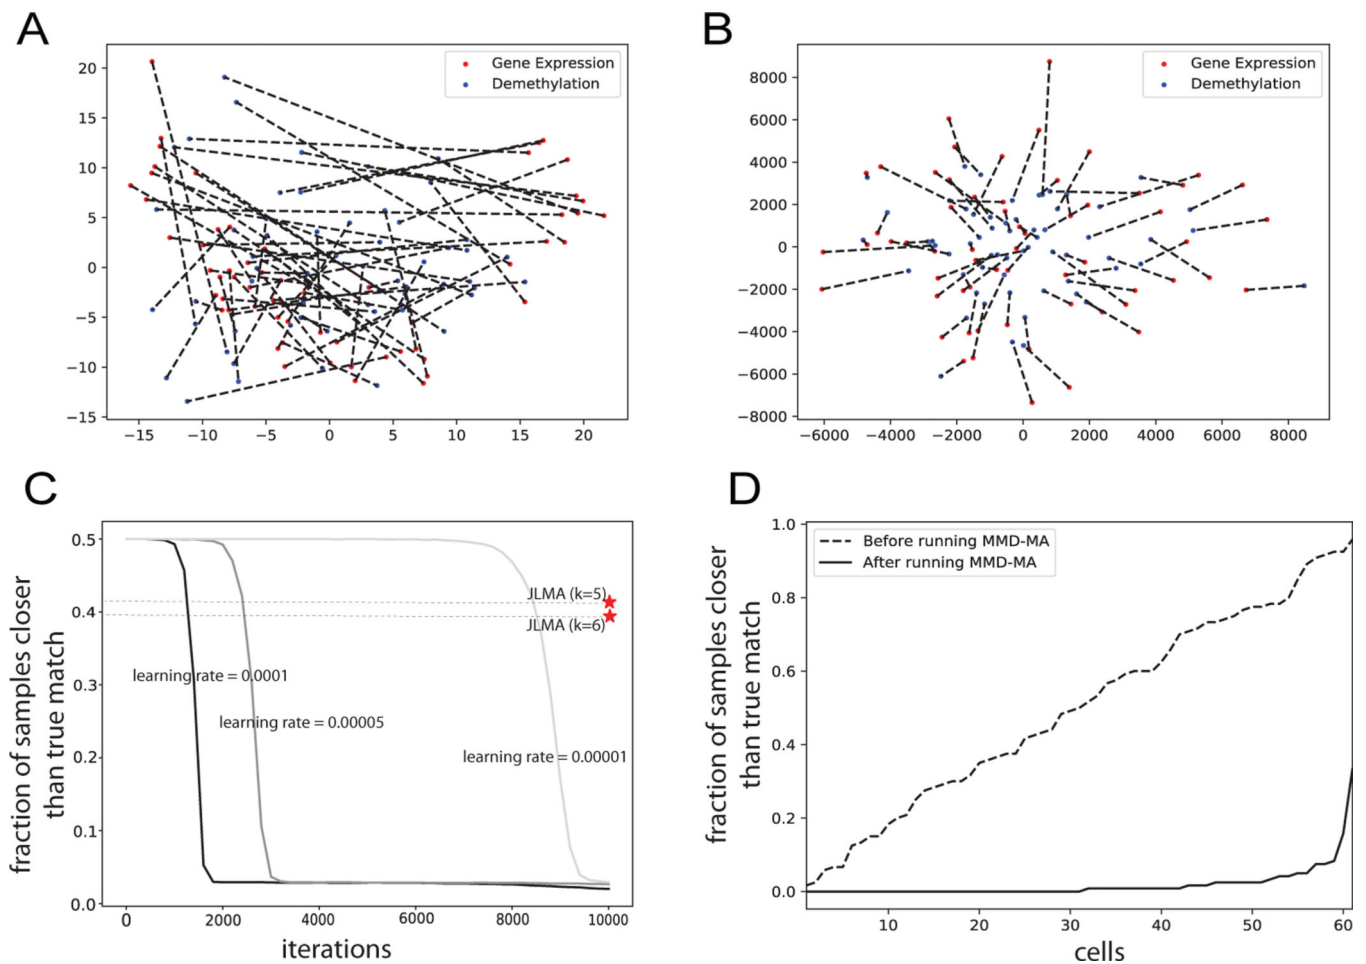 A
B
Gene Expression
Demethylation
20
15
10
5
0
−5
−10
−15
−15 −10 −5 0 5 10 15 20
Gene Expression
Demethylation
8000
6000
4000
2000
0
−2000
−4000
−6000
−8000
−6000 −4000 −2000 0 2000 4000 6000 8000
C
D
fraction of samples closer
than true match
0.5
0.4
0.3
0.2
0.1
0.0
JLMA (k=5)
JLMA (k=6)
learning rate = 0.0001
learning rate = 0.00005
learning rate = 0.00001
0 2000 4000 6000 8000 10000
iterations
fraction of samples closer
than true match
1.0
0.8
0.6
0.4
0.2
0.0
Before running MMD-MA
After running MMD-MA
10 20 30 40 50 60
cells